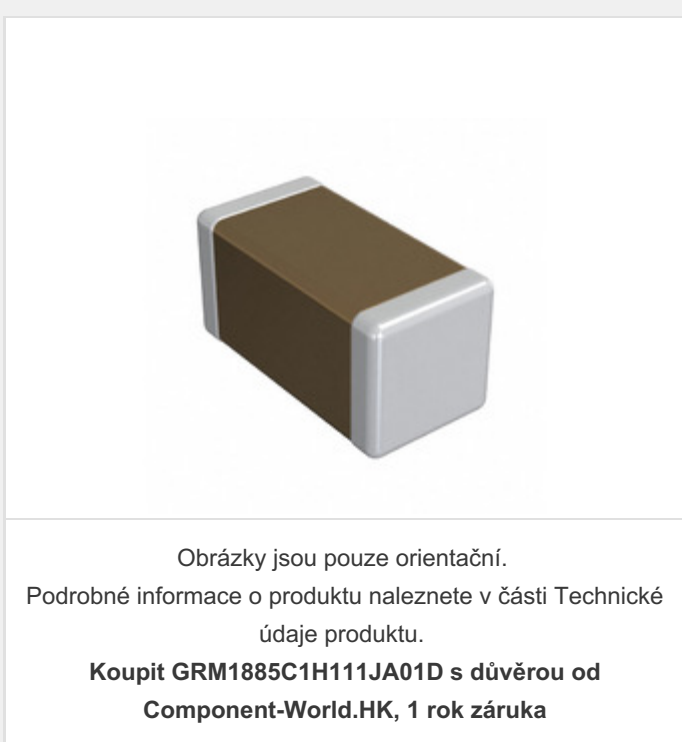 Obrázky jsou pouze orientační.
Podrobné informace o produktu naleznete v části Technické
údaje produktu.
Koupit GRM1885C1H111JA01D s důvěrou od
Component-World.HK, 1 rok záruka